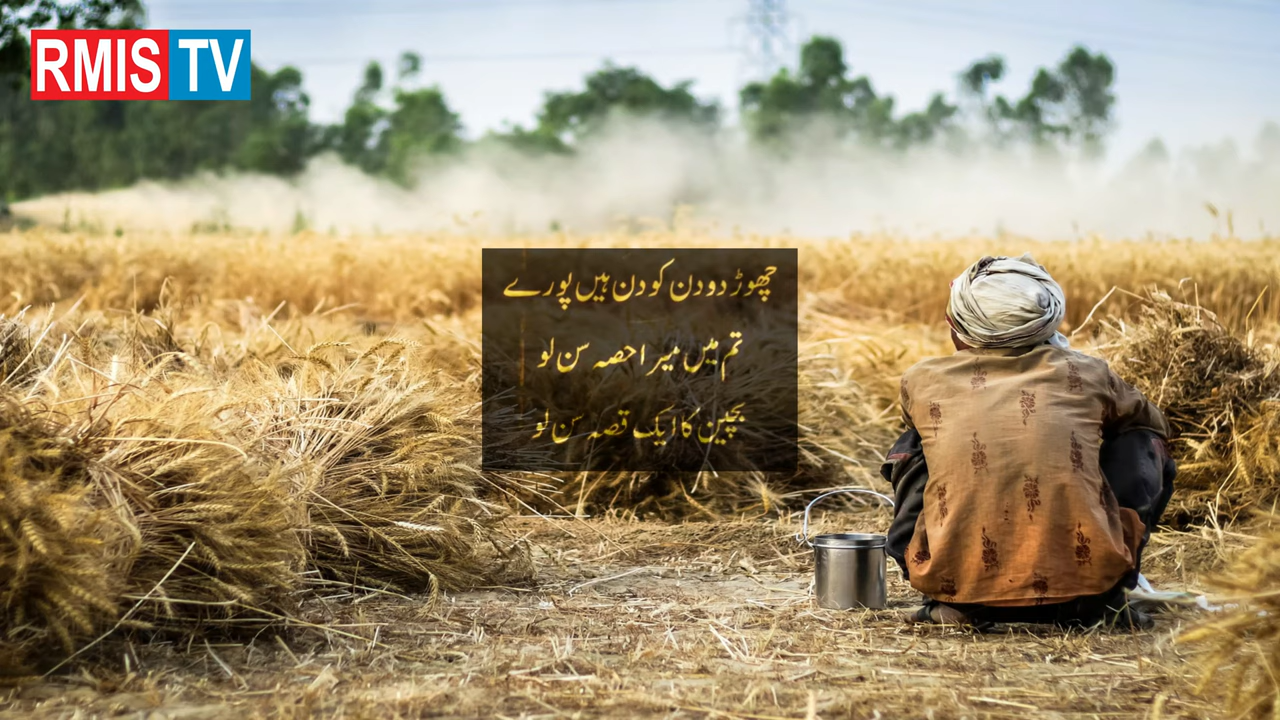 RMIS TV
چھوڑ دو دن کو دن ہیں پورے
تم میں میرا حصہ سن لو
بچپن کا ایک قصہ سن لو